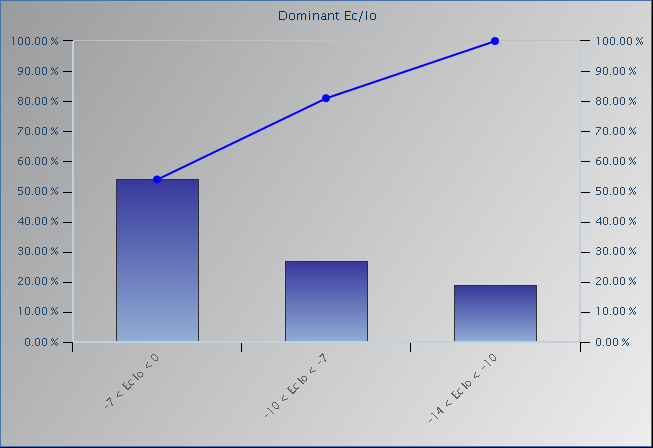 Dominant Ec/Io
100.00 % 100.00 %
90.00 % 90.00 %
80.00 % 80.00 %
70.00 % 70.00 %
60.00 % 60.00 %
50.00 % 50.00 %
40.00 % 40.00 %
30.00 % 30.00 %
20.00 % 20.00 %
10.00 % 10.00 %
0.00 % 0.00 %
-7 < Ec Io < 0
-10 < Ec Io < -7
-14 < Ec Io < -10